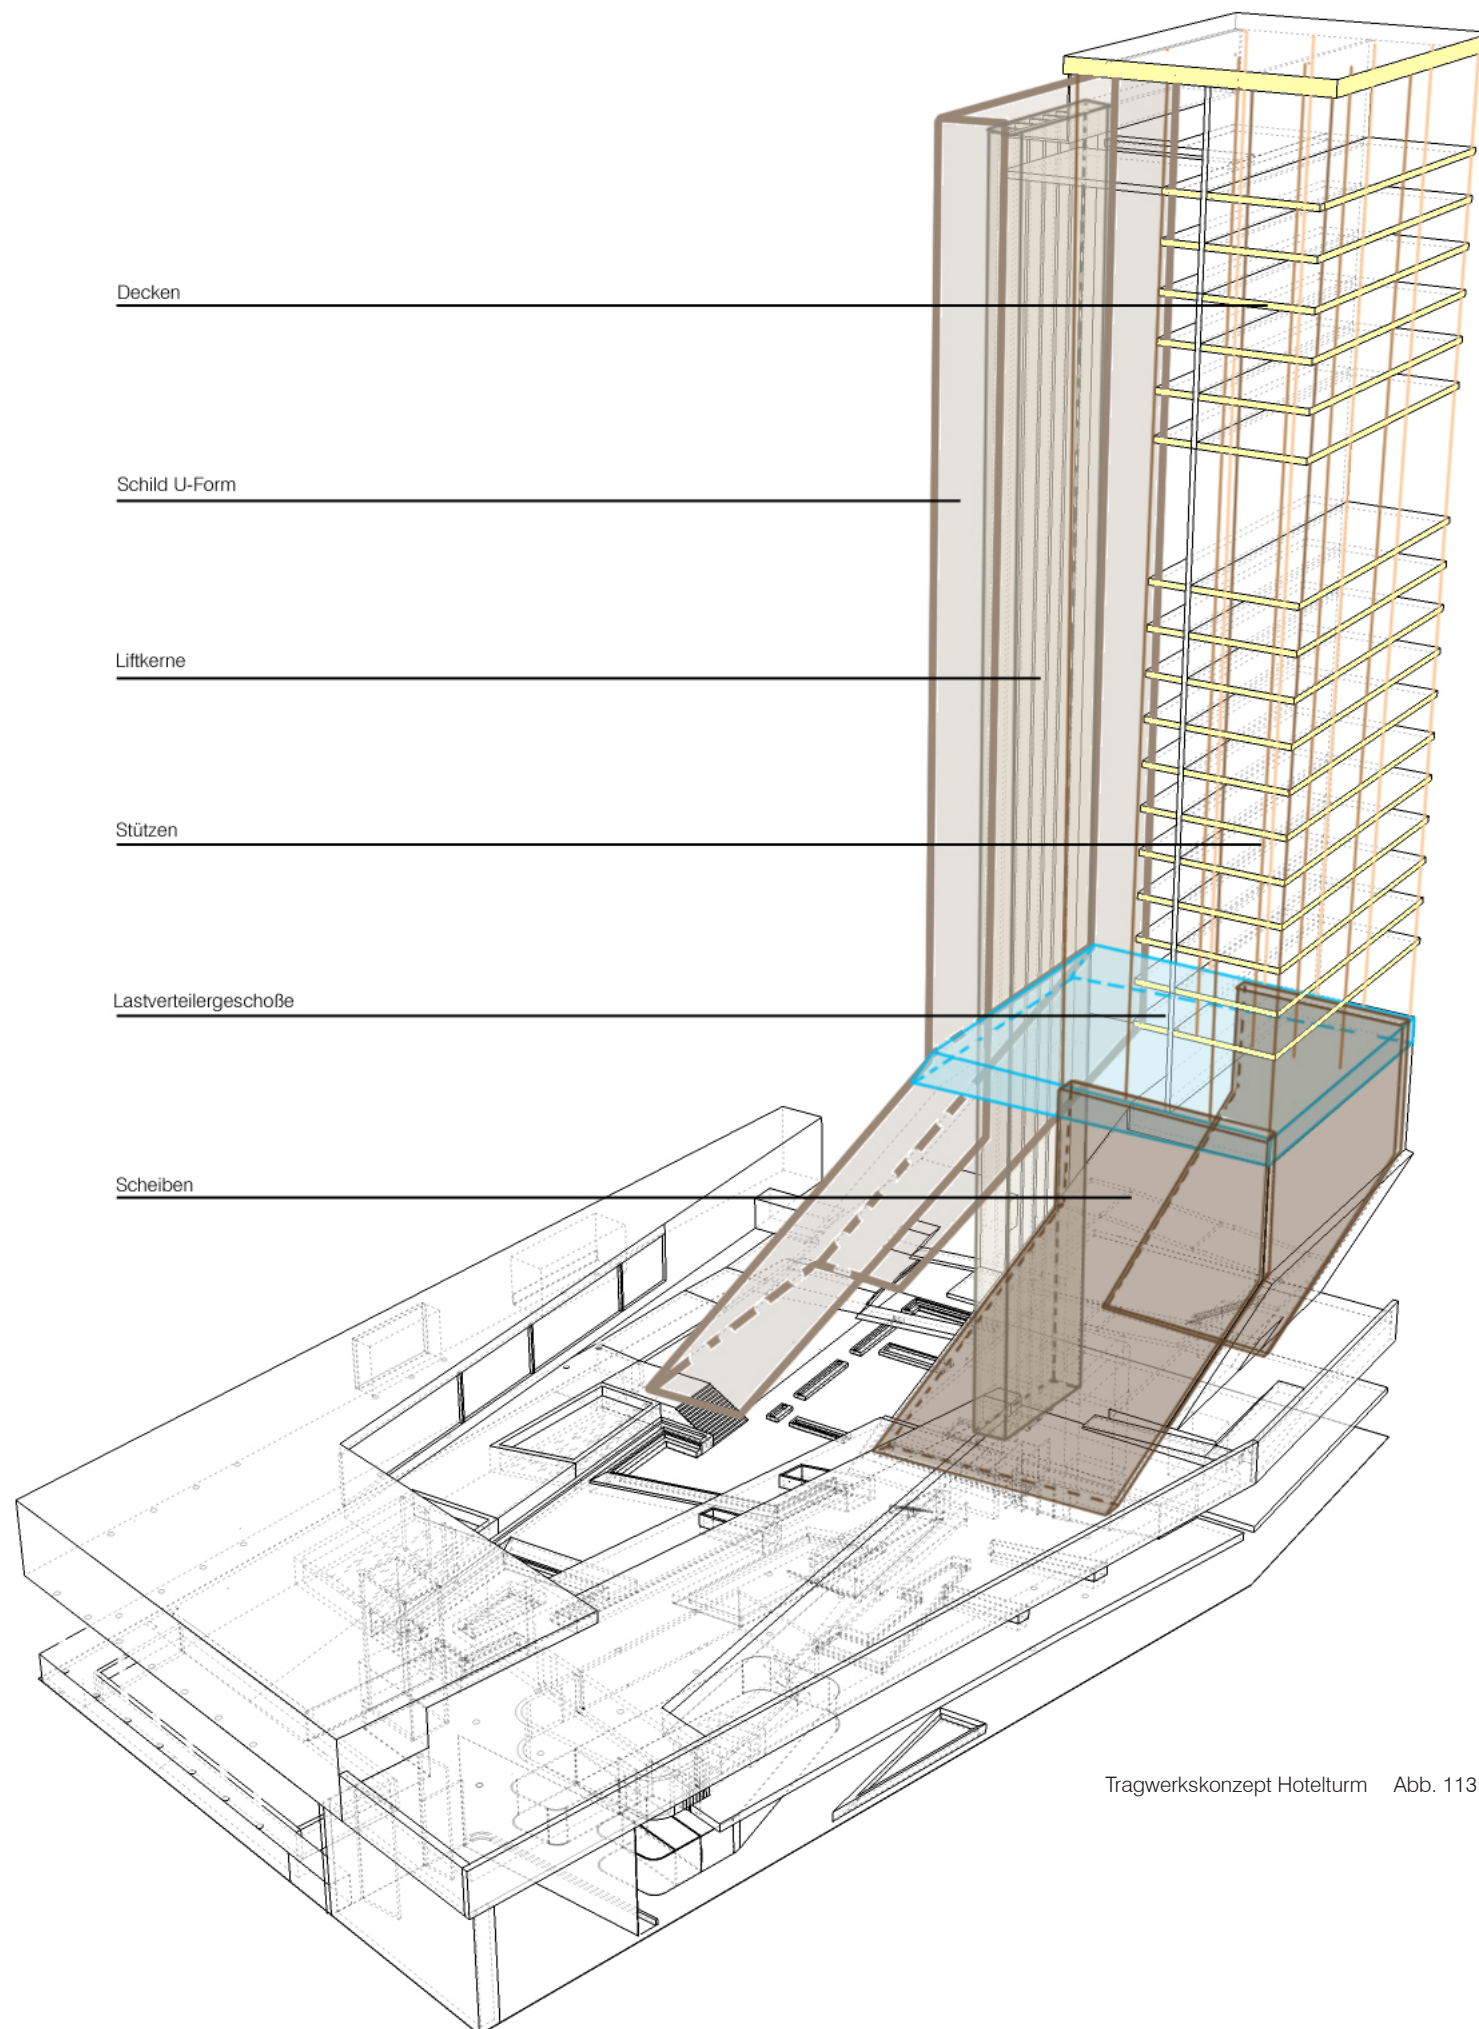 Decken
Schild U-Form
Liftkerne
Stützen
Lastverteilergeschoße
Scheiben
Tragwerkskonzept Hotelturm Abb. 113